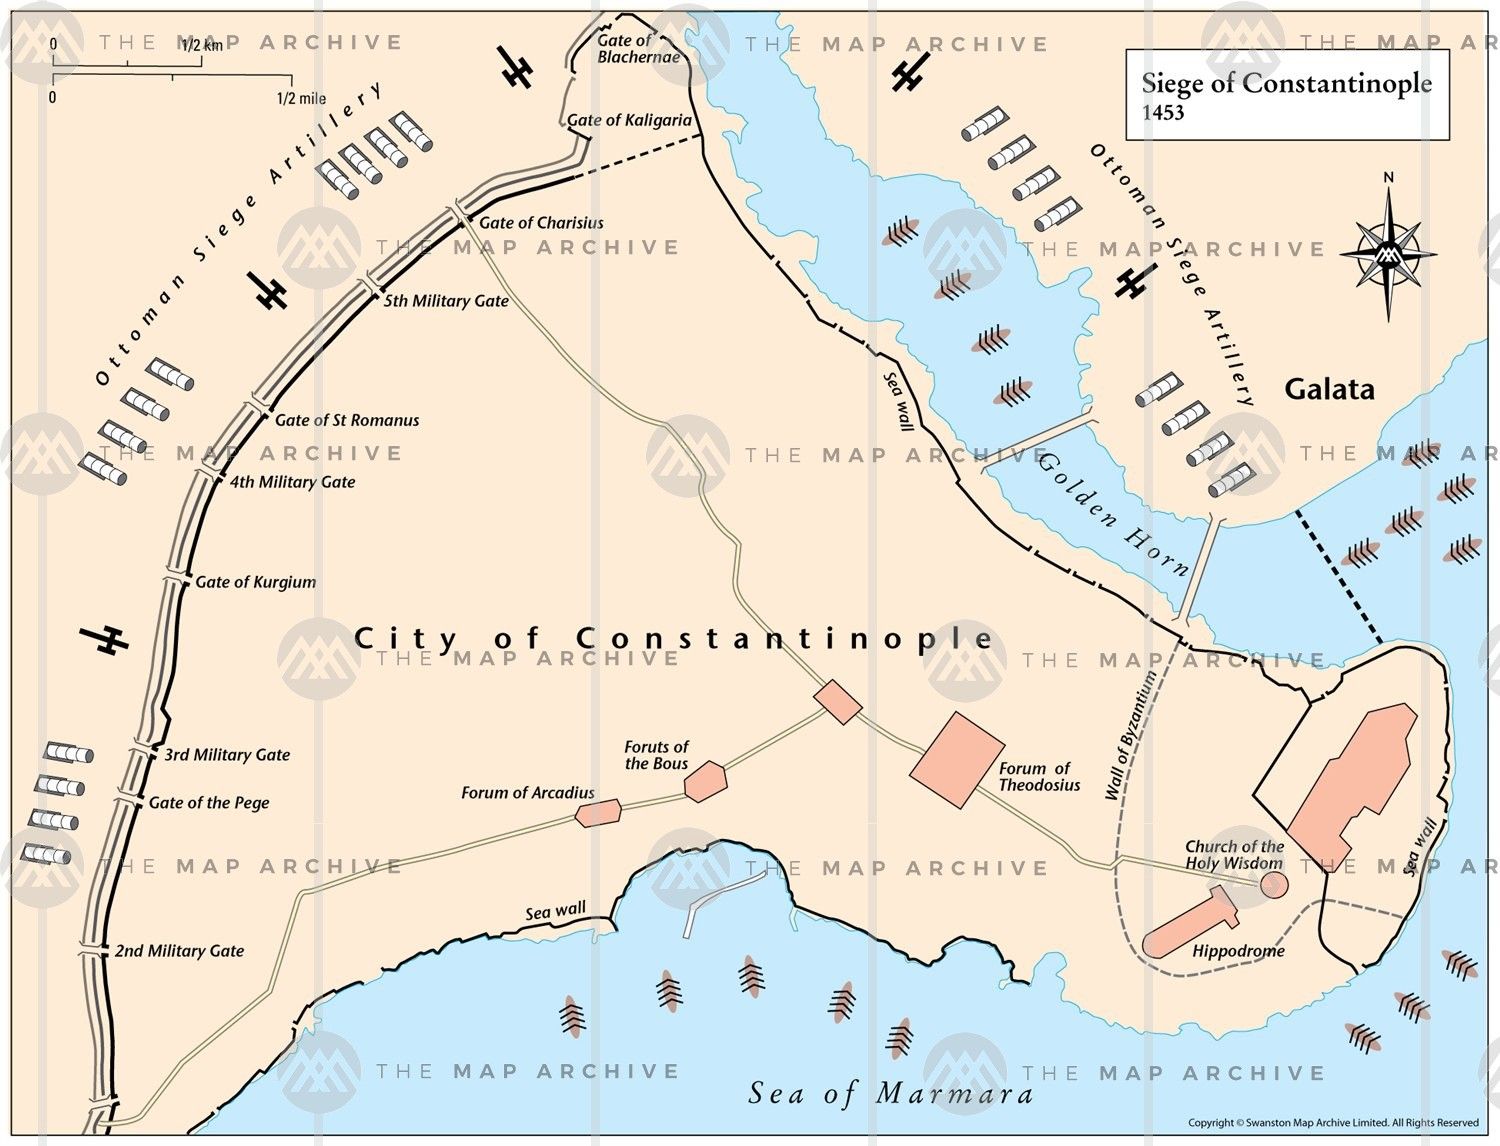 Siege of Constantinople
1453
0
1/2 km
0
1/2 mile
N
Gate of
Blachernae
Gate of Kaligaria
Ottoman Siege Artillery
Ottoman Siege Artillery
Gate of Charisius
5th Military Gate
Galata
Sea wall
Gate of St Romanus
4th Military Gate
Golden Horn
Gate of Kurgium
City of Constantinople
Wall of Byzantium
3rd Military Gate
Foruts of
the Bous
Forum of
Theodosius
Gate of the Pege
Forum of Arcadius
Church of the
Holy Wisdom
Sea wall
Sea wall
2nd Military Gate
Hippodrome
Sea of Marmara
Copyright © Swanston Map Archive Limited. All Rights Reserved
THE MAP ARCHIVE
THE MAP ARCHIVE
THE MAP AR
THE MAP ARCHIVE
THE MAP ARCHIVE
THE MAP ARCHIVE
THE MAP ARCHIVE
THE MAP AR
THE MAP ARCHIVE
THE MAP ARCHIVE
THE MAP ARCHIVE
THE MAP ARCHIVE
THE MAP AR
THE MAP ARCHIVE
THE MAP ARCHIVE